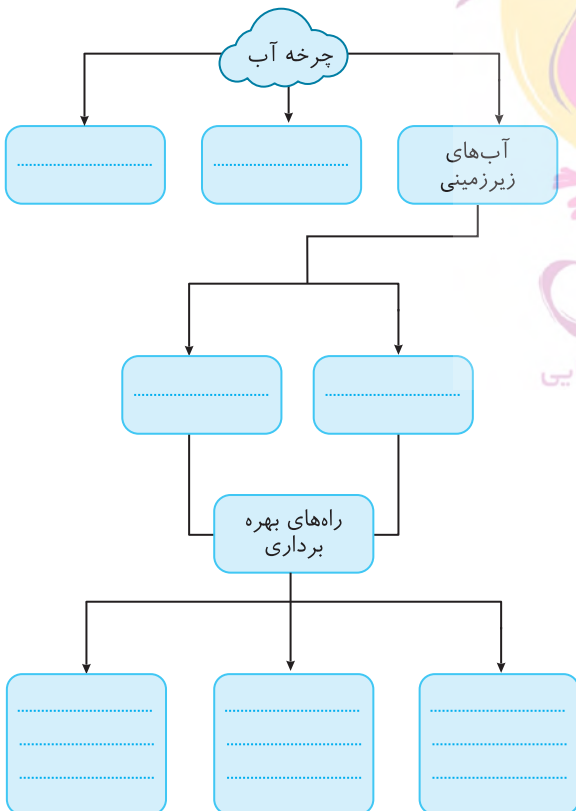 چرخه آب
آب‌های
زیرزمینی
راه‌های بهره
برداری